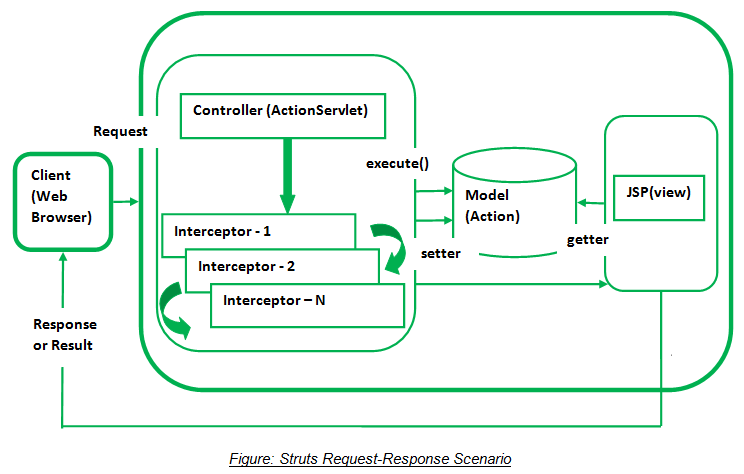 Controller (ActionServlet)
Request
execute()
Client
(Web
Browser)
Model
(Action)
JSP(view)
Interceptor - 1
setter
getter
Interceptor - 2
Interceptor – N
Response
or Result
Figure: Struts Request-Response Scenario